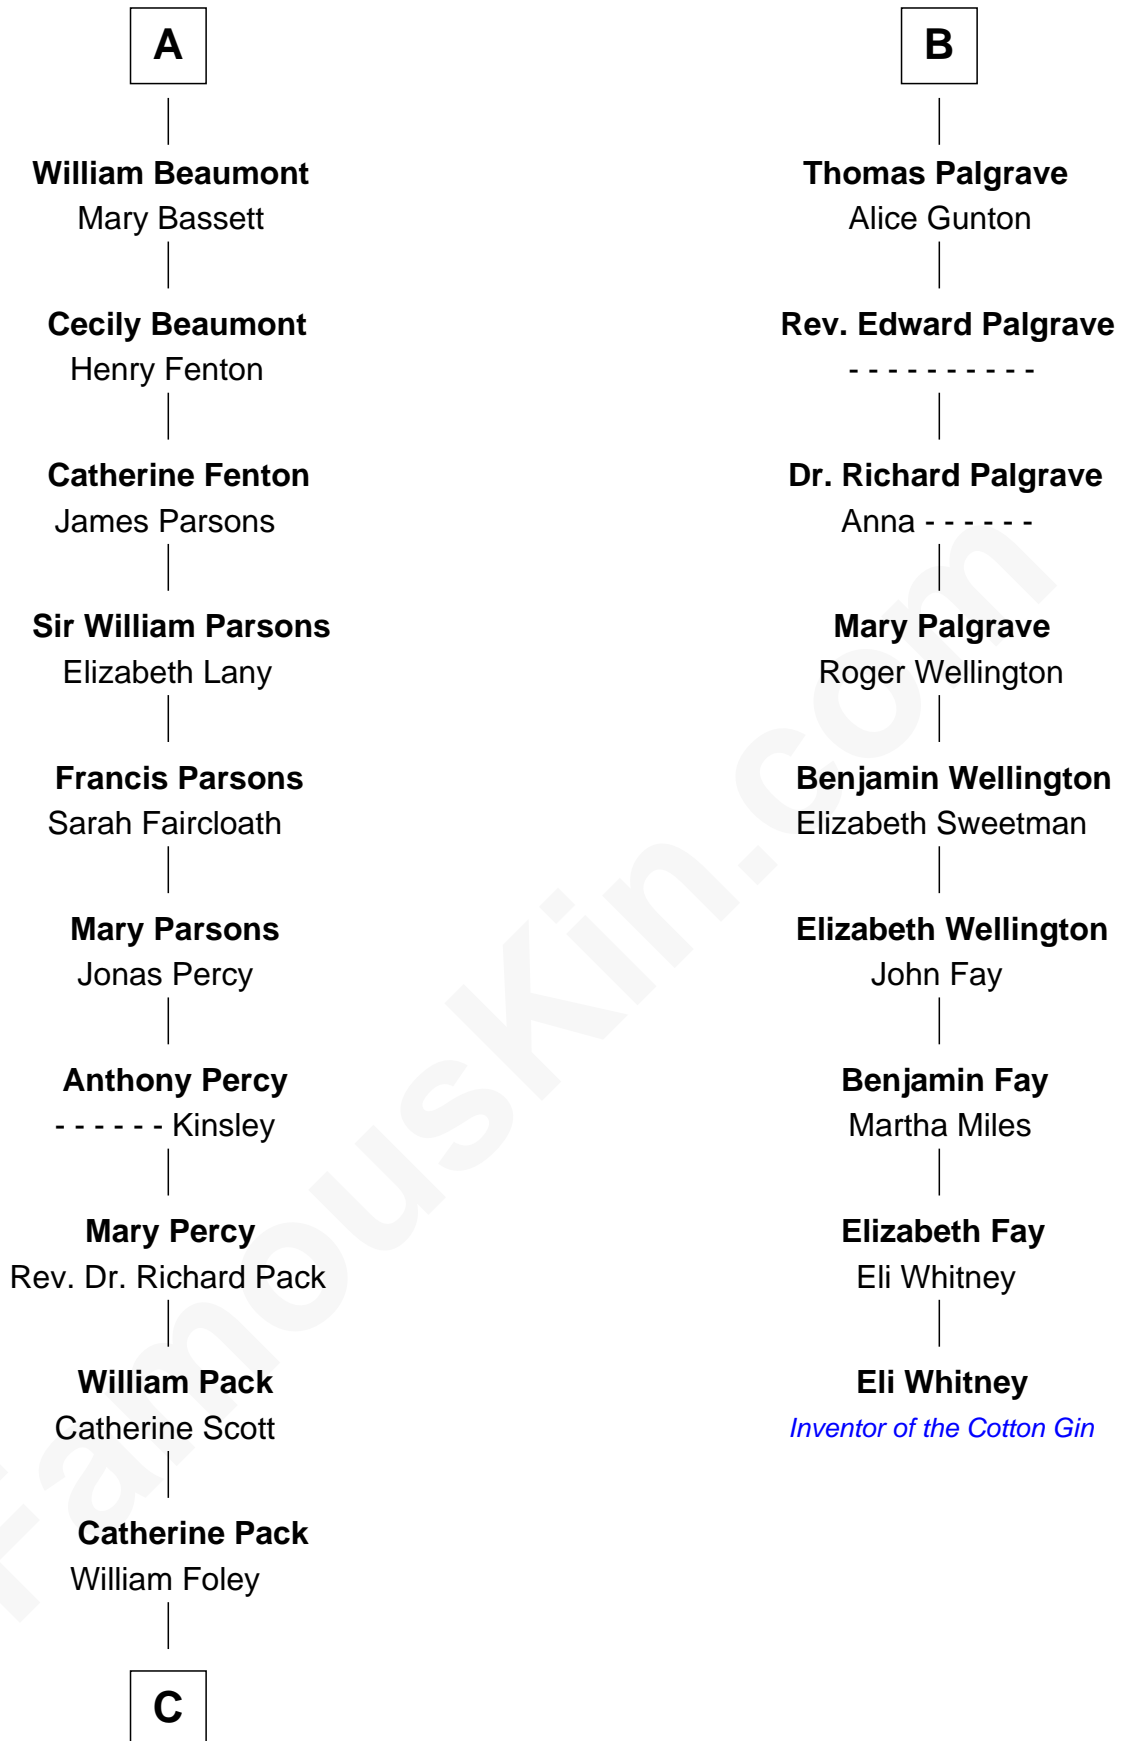 A
William Beaumont
Mary Bassett
Cecily Beaumont
Henry Fenton
Catherine Fenton
James Parsons
Sir William Parsons
Elizabeth Lany
Francis Parsons
Sarah Faircloath
Mary Parsons
Jonas Percy
Anthony Percy
- - - - - - Kinsley
Mary Percy
Rev. Dr. Richard Pack
William Pack
Catherine Scott
Catherine Pack
William Foley
C
B
Thomas Palgrave
Alice Gunton
Rev. Edward Palgrave
- - - - - - - - - -
Dr. Richard Palgrave
Anna - - - - - -
Mary Palgrave
Roger Wellington
Benjamin Wellington
Elizabeth Sweetman
Elizabeth Wellington
John Fay
Benjamin Fay
Martha Miles
Elizabeth Fay
Eli Whitney
Eli Whitney
Inventor of the Cotton Gin
FamousKin.com